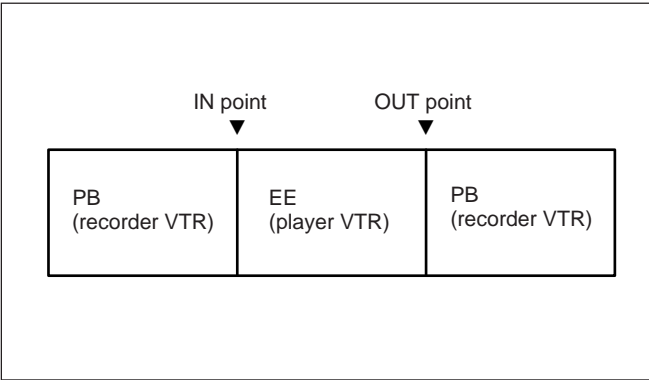 IN point
OUT point
PB
(recorder VTR)
EE
(player VTR)
PB
(recorder VTR)